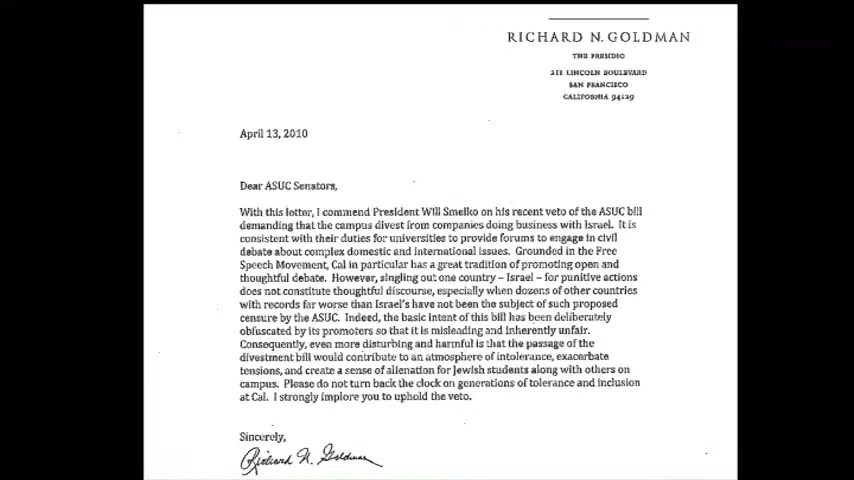 RICHARD N. GOLDMAN
THE PRESIDIO
211 LINCOLN BOULEVARD
SAN FRANCISCO
CALIFORNIA 94129
April 13, 2010
Dear ASUC Senators,
With this letter, I commend President Will Smelko on his recent veto of the ASUC bill
demanding that the campus divest from companies doing business with Israel. It is
consistent with their duties for universities to provide forums to engage in civil
debate about complex domestic and international issues. Grounded in the Free
Speech Movement, Cal in particular has a great tradition of promoting open and
thoughtful debate. However, singling out one country – Israel – for punitive actions
does not constitute thoughtful discourse, especially when dozens of other countries
with records far worse than Israel's have not been the subject of such proposed
censure by the ASUC. Indeed, the basic intent of this bill has been deliberately
obfuscated by its promoters so that it is misleading and inherently unfair.
Consequently, even more disturbing and harmful is that the passage of the
divestment bill would contribute to an atmosphere of intolerance, exacerbate
tensions, and create a sense of alienation for Jewish students along with others on
campus. Please do not turn back the clock on generations of tolerance and inclusion
at Cal. I strongly implore you to uphold the veto.
Sincerely,
Richard N. Goldman